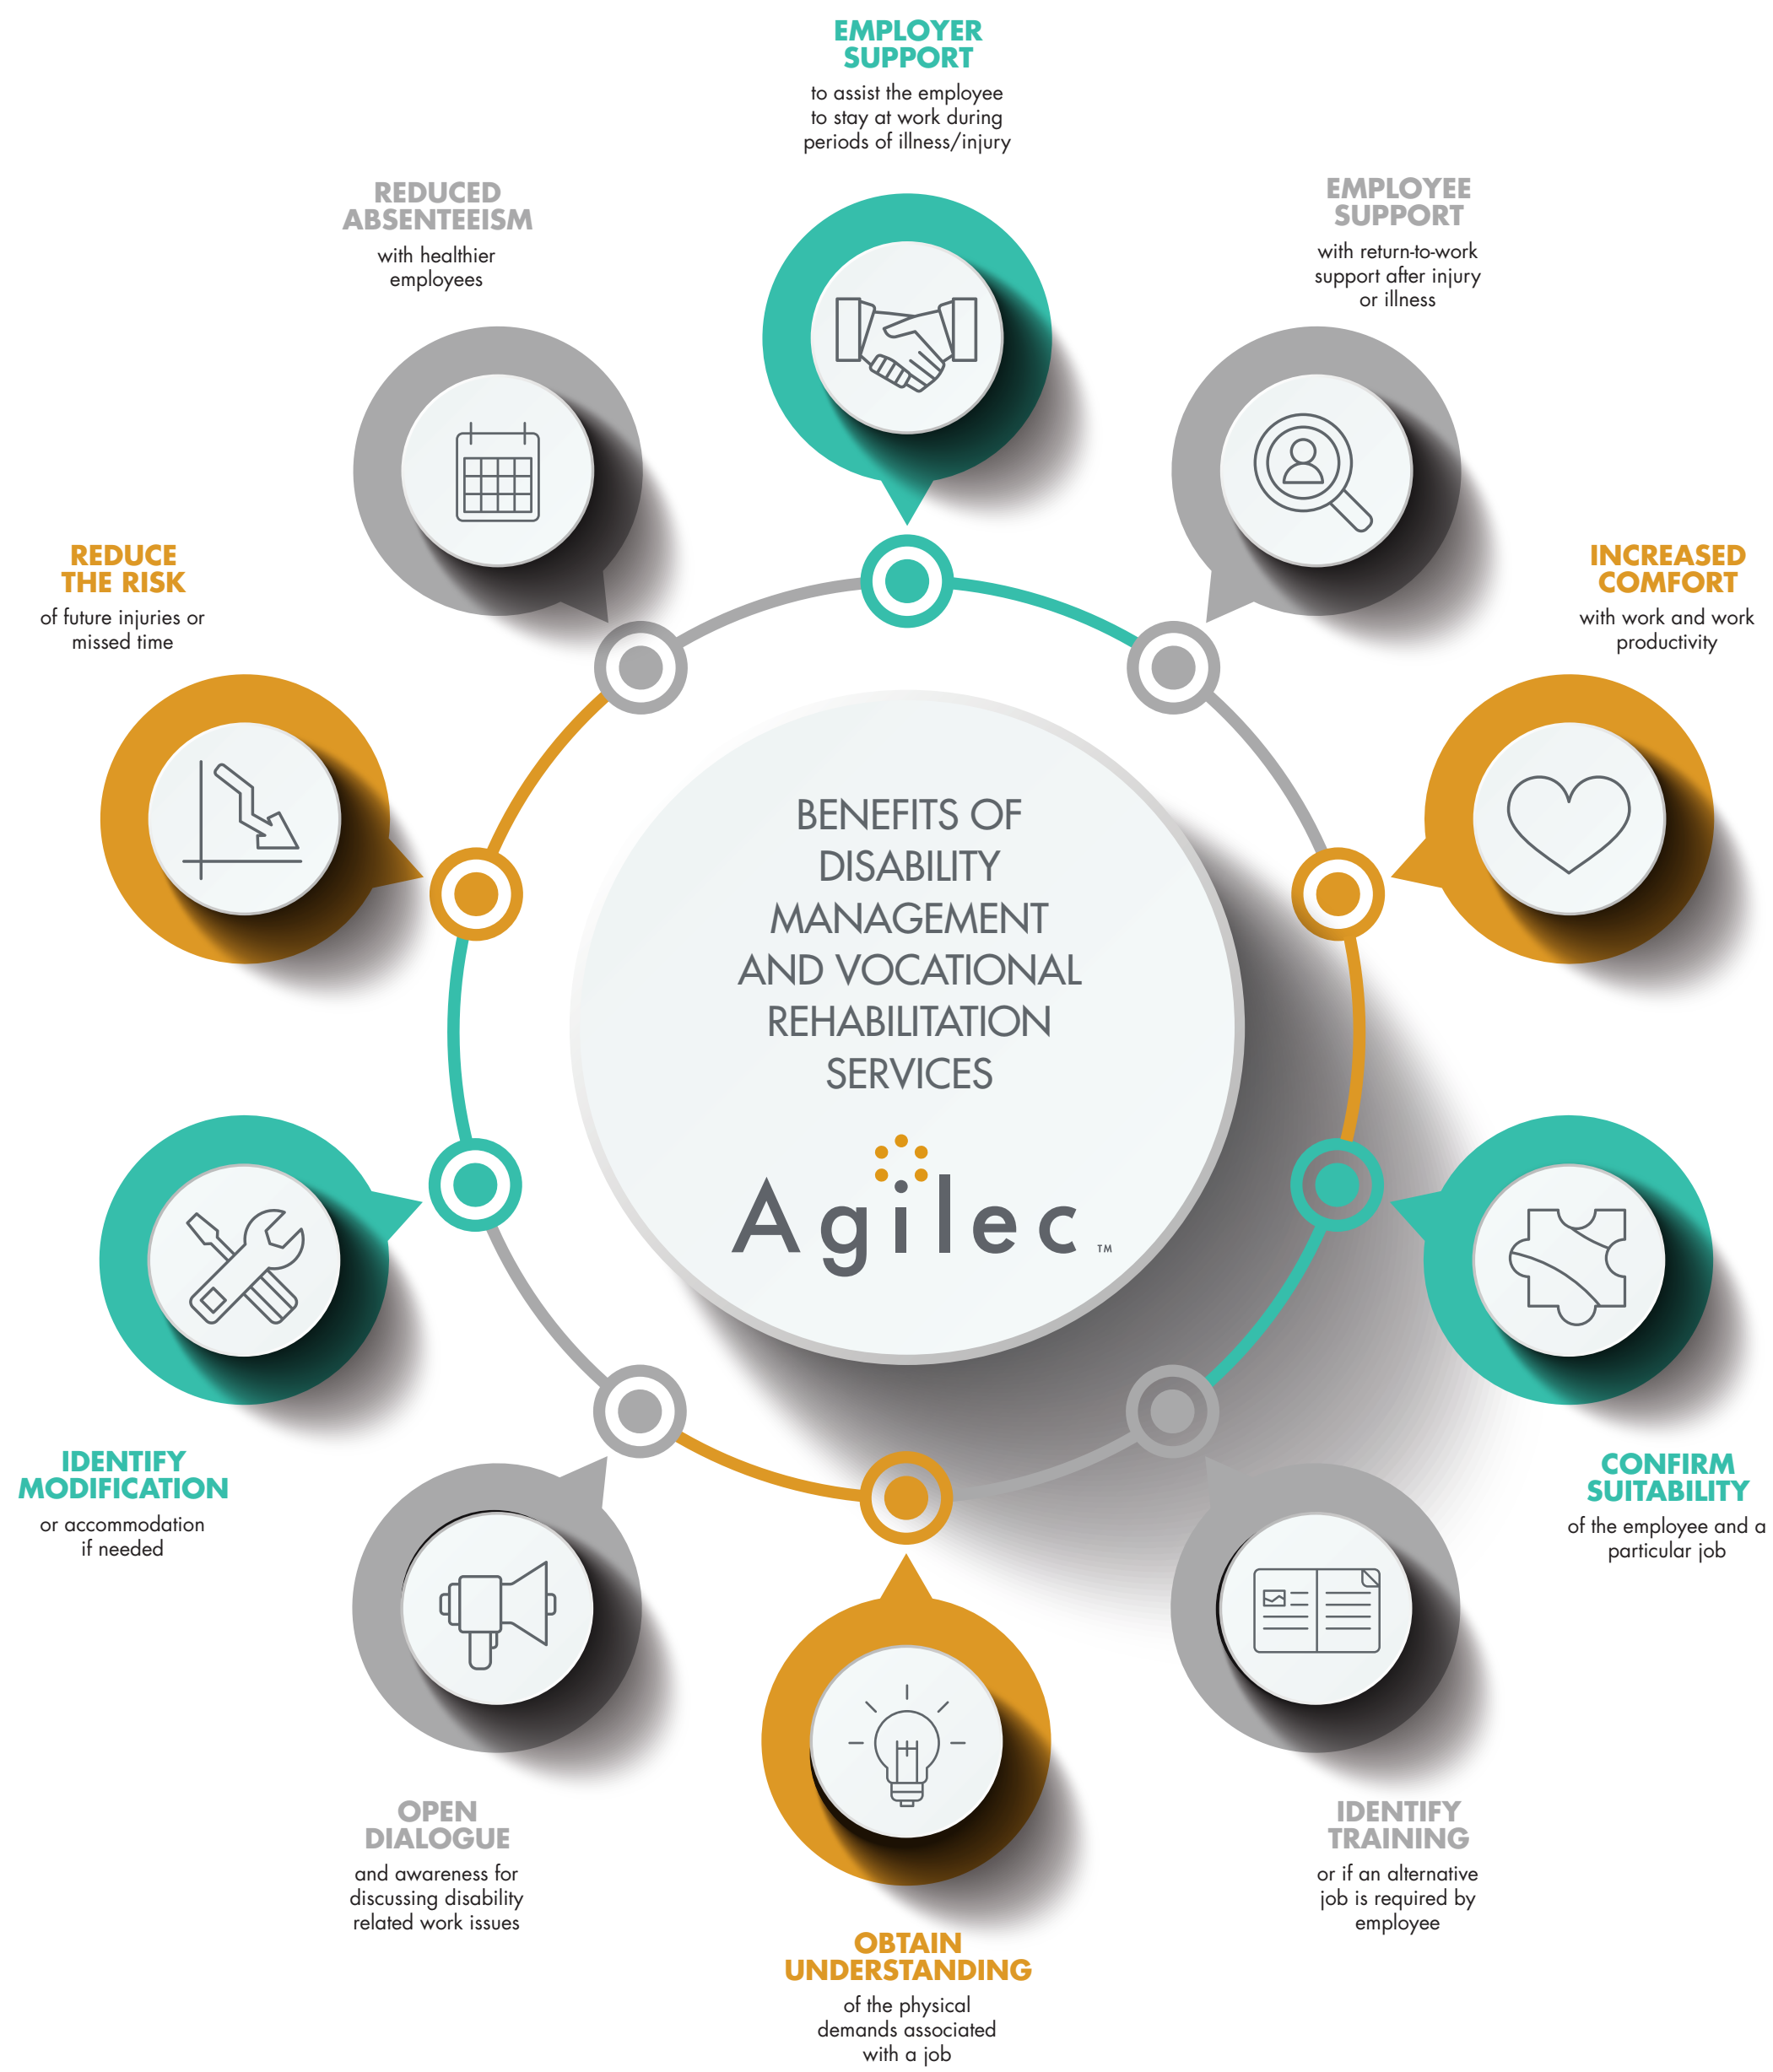 EMPLOYER
SUPPORT
to assist the employee
to stay at work during
periods of illness/injury
EMPLOYEE
SUPPORT
with return-to-work
support after injury
or illness
INCREASED
COMFORT
with work and work
productivity
CONFIRM
SUITABILITY
of the employee and a
particular job
IDENTIFY
TRAINING
or if an alternative
job is required by
employee
OBTAIN
UNDERSTANDING
of the physical
demands associated
with a job
OPEN
DIALOGUE
and awareness for
discussing disability
related work issues
IDENTIFY
MODIFICATION
or accommodation
if needed
REDUCE
THE RISK
of future injuries or
missed time
REDUCED
ABSENTEEISM
with healthier
employees
BENEFITS OF
DISABILITY
MANAGEMENT
AND VOCATIONAL
REHABILITATION
SERVICES
Agilec ™